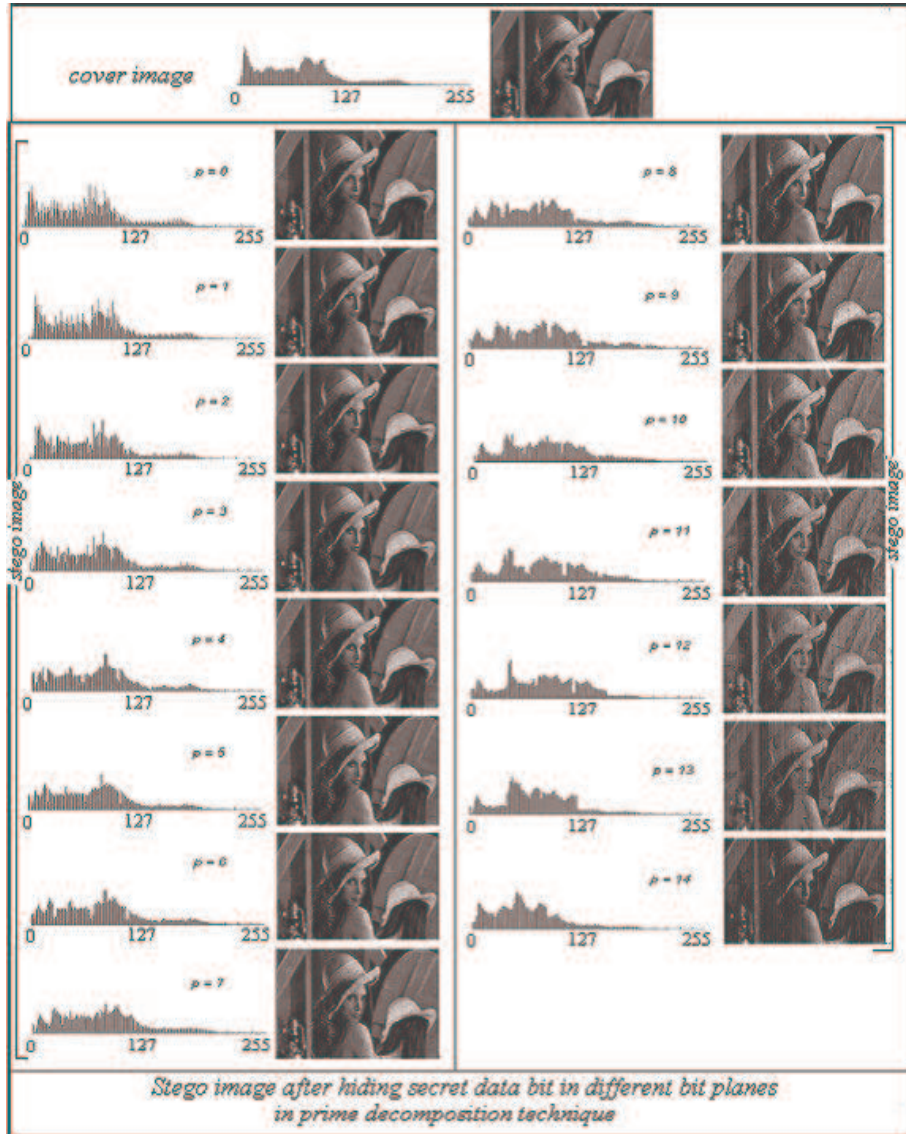 cover image
0 127 255
stego image
p = 0
0 127 255
p = 1
0 127 255
p = 2
0 127 255
p = 3
0 127 255
p = 4
0 127 255
p = 5
0 127 255
p = 6
0 127 255
p = 7
0 127 255
p = 8
0 127 255
p = 9
0 127 255
p = 10
0 127 255
p = 11
0 127 255
p = 12
0 127 255
p = 13
0 127 255
p = 14
0 127 255
stego image
Stego image after hiding secret data bit in different bit planes
in prime decomposition technique